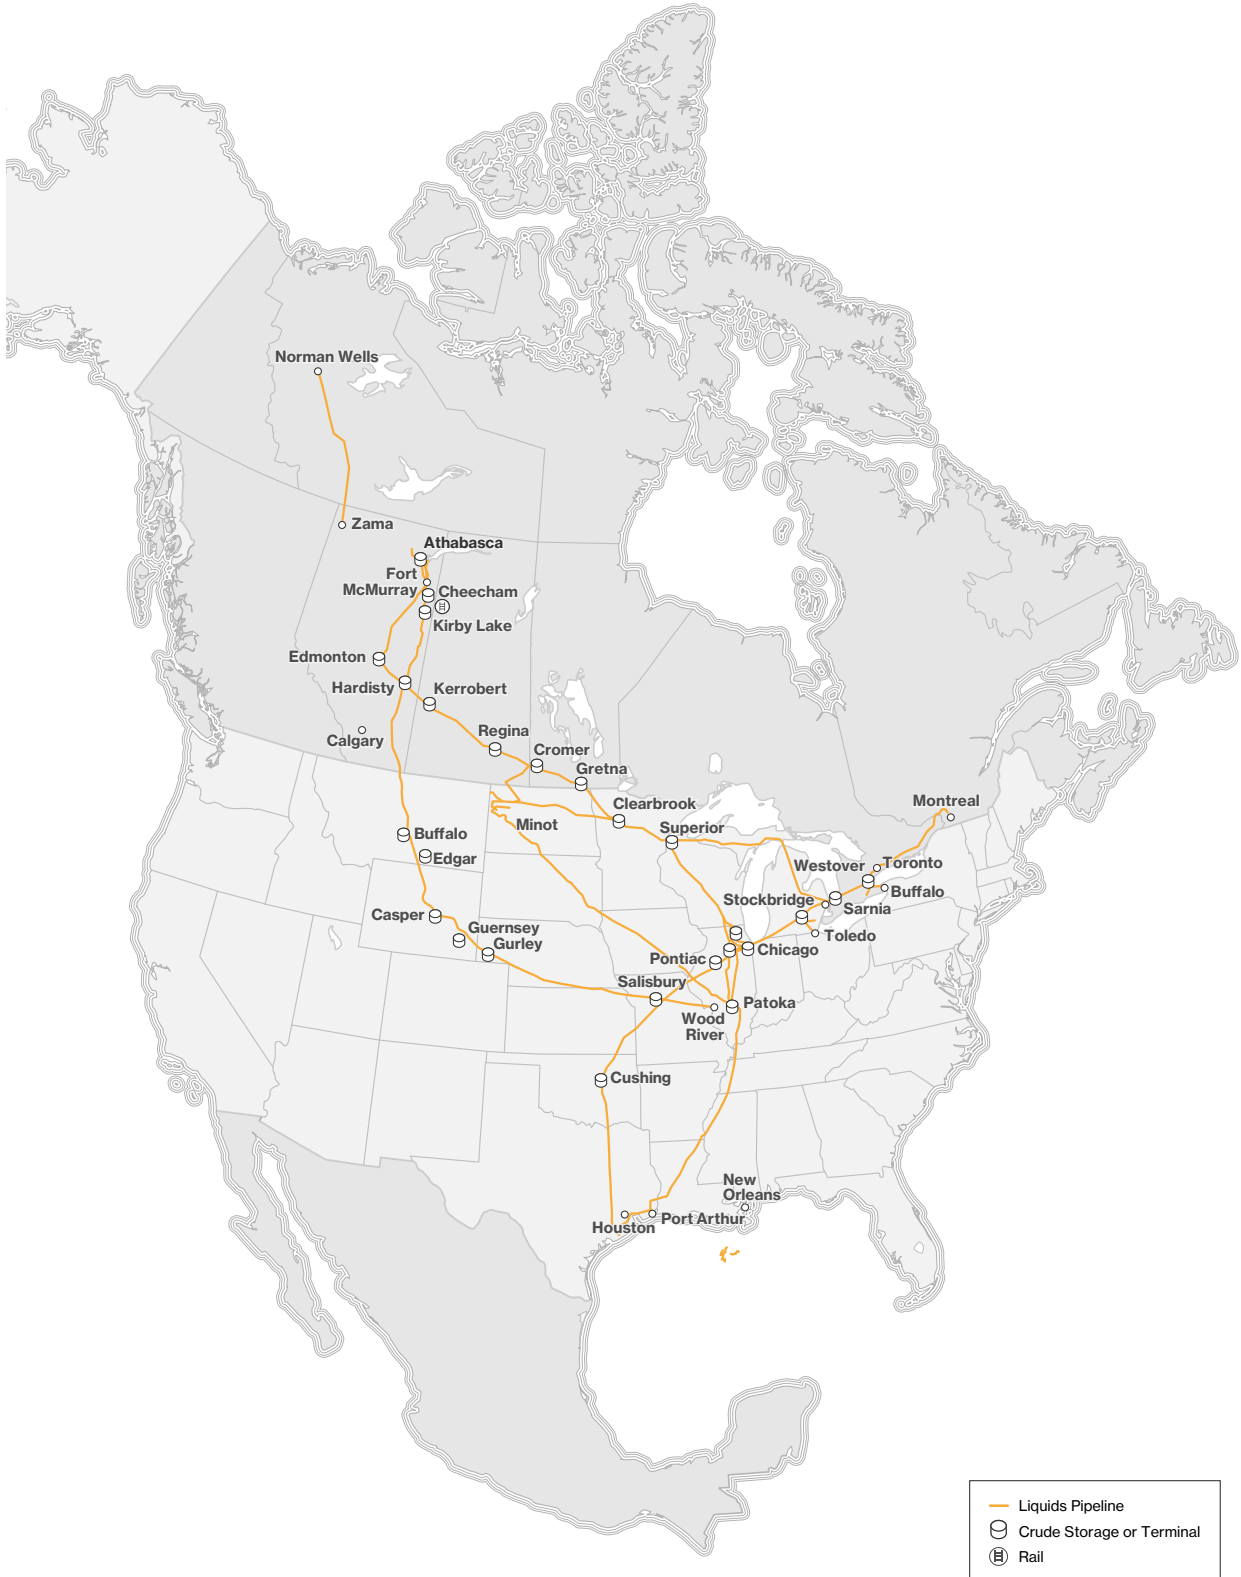 Norman Wells
Zama
Athabasca
Fort
McMurray
Cheecham
Kirby Lake
Edmonton
Hardisty
Kerrobert
Calgary
Regina
Cromer
Gretna
Clearbrook
Minot
Superior
Montreal
Buffalo
Edgar
Westover
Toronto
Buffalo
Stockbridge
Sarnia
Casper
Guernsey
Gurley
Toledo
Chicago
Pontiac
Salisbury
Patoka
Wood
River
Cushing
New
Orleans
Port Arthur
Houston
Liquids Pipeline
Crude Storage or Terminal
Rail